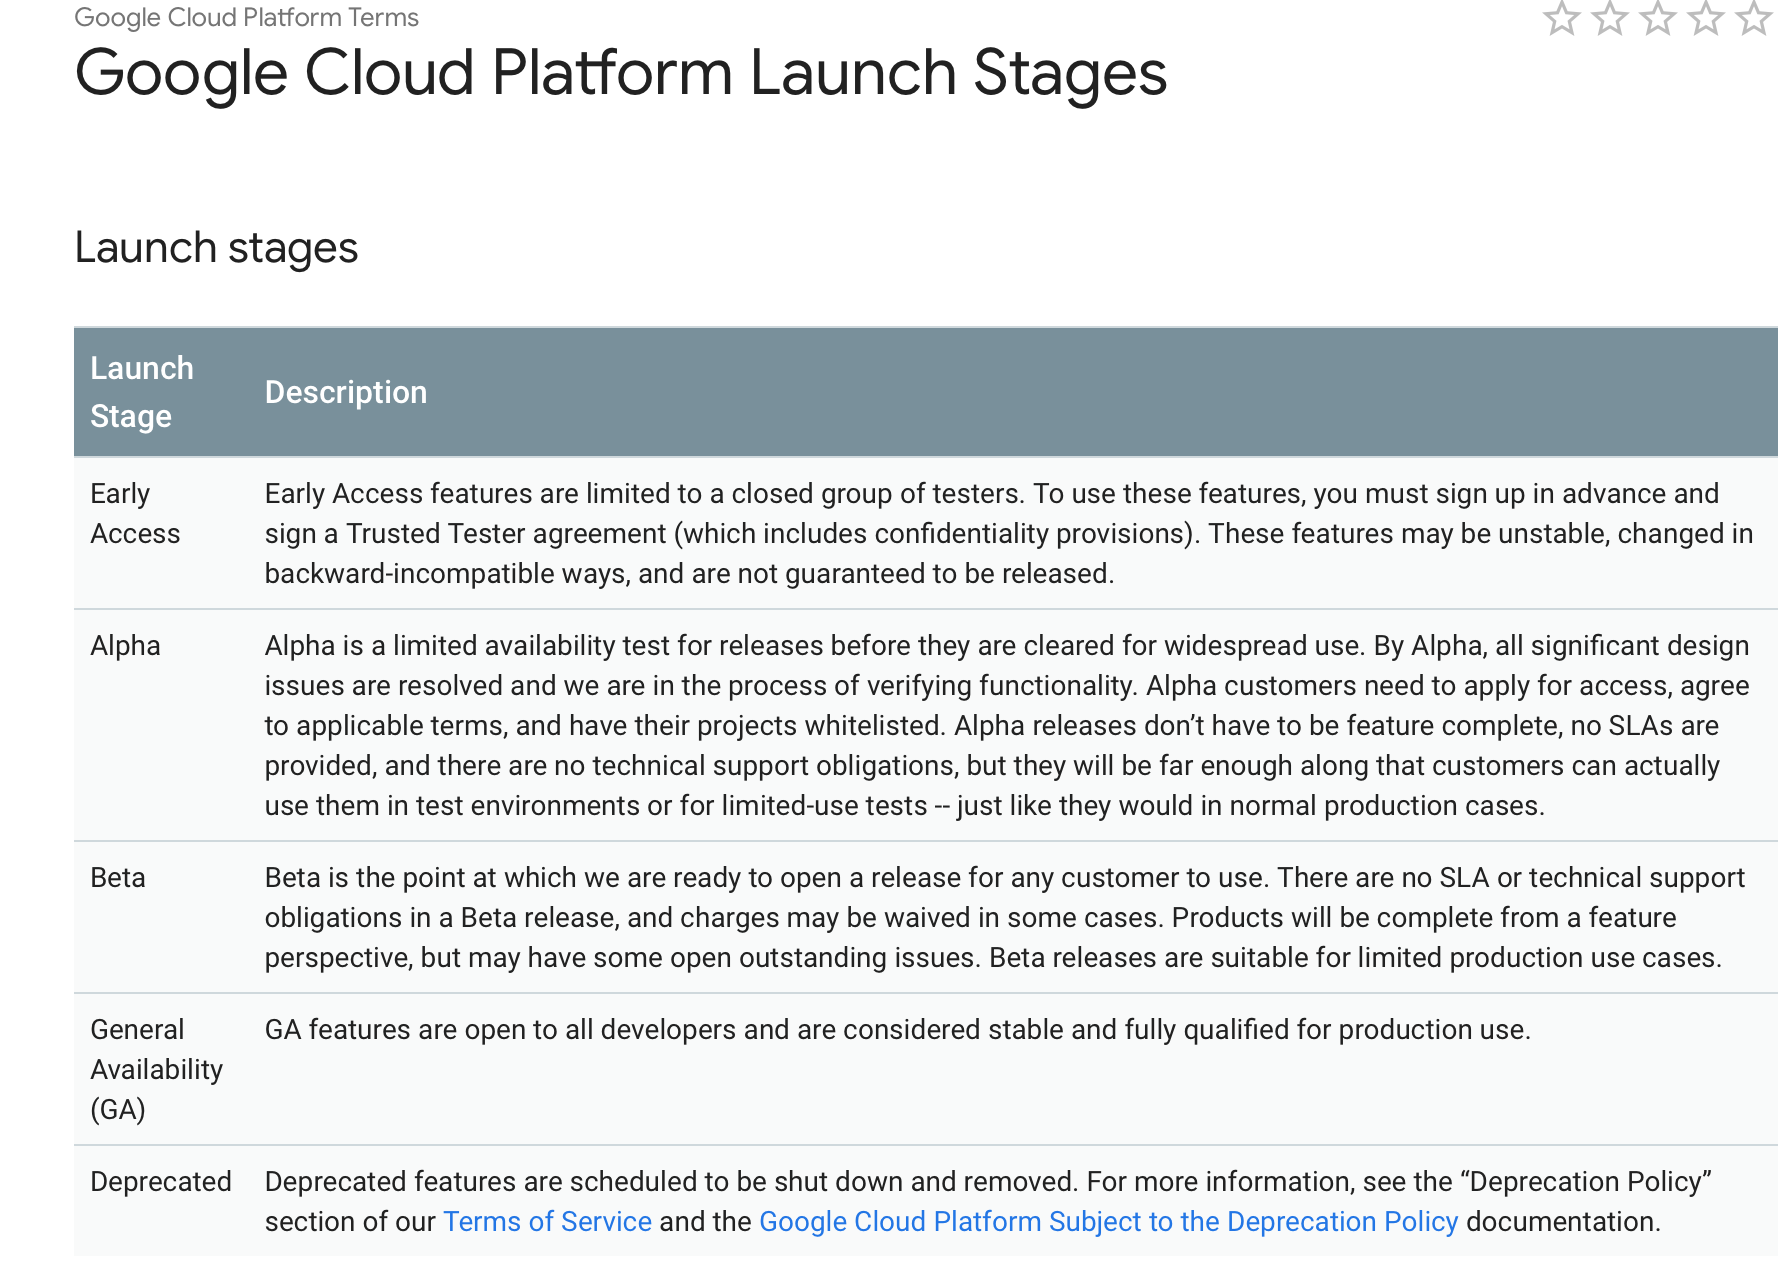 Google Cloud Platform Terms
Google Cloud Platform Launch Stages
Launch stages
Launch
Stage
Description
Early
Access
Early Access features are limited to a closed group of testers. To use these features, you must sign up in advance and
sign a Trusted Tester agreement (which includes confidentiality provisions). These features may be unstable, changed in
backward-incompatible ways, and are not guaranteed to be released.
Alpha
Alpha is a limited availability test for releases before they are cleared for widespread use. By Alpha, all significant design
issues are resolved and we are in the process of verifying functionality. Alpha customers need to apply for access, agree
to applicable terms, and have their projects whitelisted. Alpha releases don’t have to be feature complete, no SLAs are
provided, and there are no technical support obligations, but they will be far enough along that customers can actually
use them in test environments or for limited-use tests -- just like they would in normal production cases.
Beta
Beta is the point at which we are ready to open a release for any customer to use. There are no SLA or technical support
obligations in a Beta release, and charges may be waived in some cases. Products will be complete from a feature
perspective, but may have some open outstanding issues. Beta releases are suitable for limited production use cases.
General
Availability
(GA)
GA features are open to all developers and are considered stable and fully qualified for production use.
Deprecated
Deprecated features are scheduled to be shut down and removed. For more information, see the “Deprecation Policy”
section of our Terms of Service and the Google Cloud Platform Subject to the Deprecation Policy documentation.